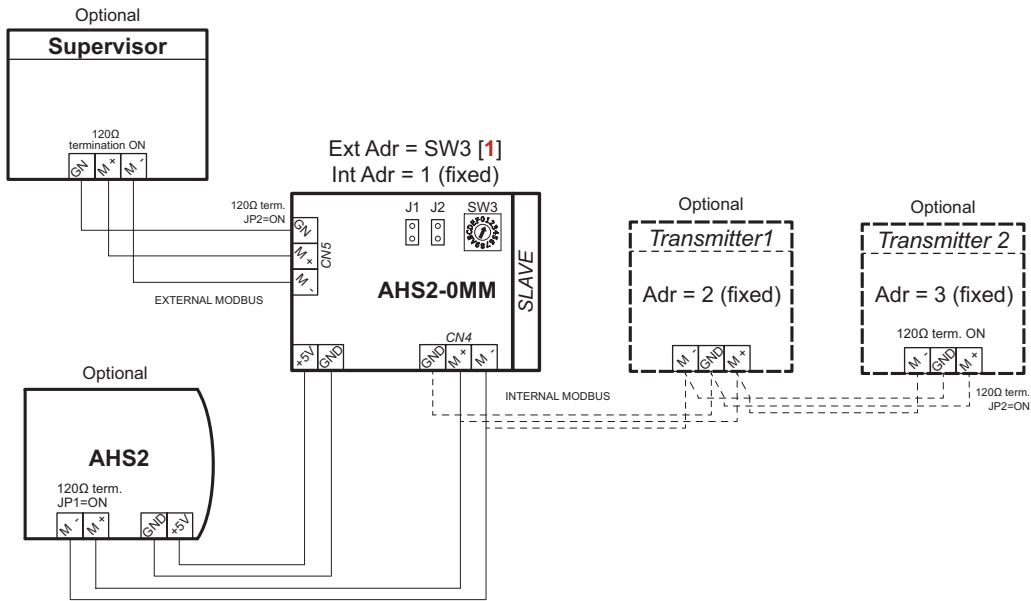 Optional
Supervisor
120Ω
termination ON
GN M+ M -
Ext Adr = SW3 [1]
Int Adr = 1 (fixed)
120Ω term.
JP2=ON
J1 J2 SW3
GN
M+
M -
CN5
EXTERNAL MODBUS
AHS2-0MM
SLAVE
CN4
+5V GND
GND M+ M -
INTERNAL MODBUS
Optional
Transmitter1
Adr = 2 (fixed)
M - GND M+
Optional
Transmitter 2
Adr = 3 (fixed)
120Ω term. ON
M - GND M+
120Ω term.
JP2=ON
Optional
AHS2
120Ω term.
JP1=ON
M - M+ GND +5V